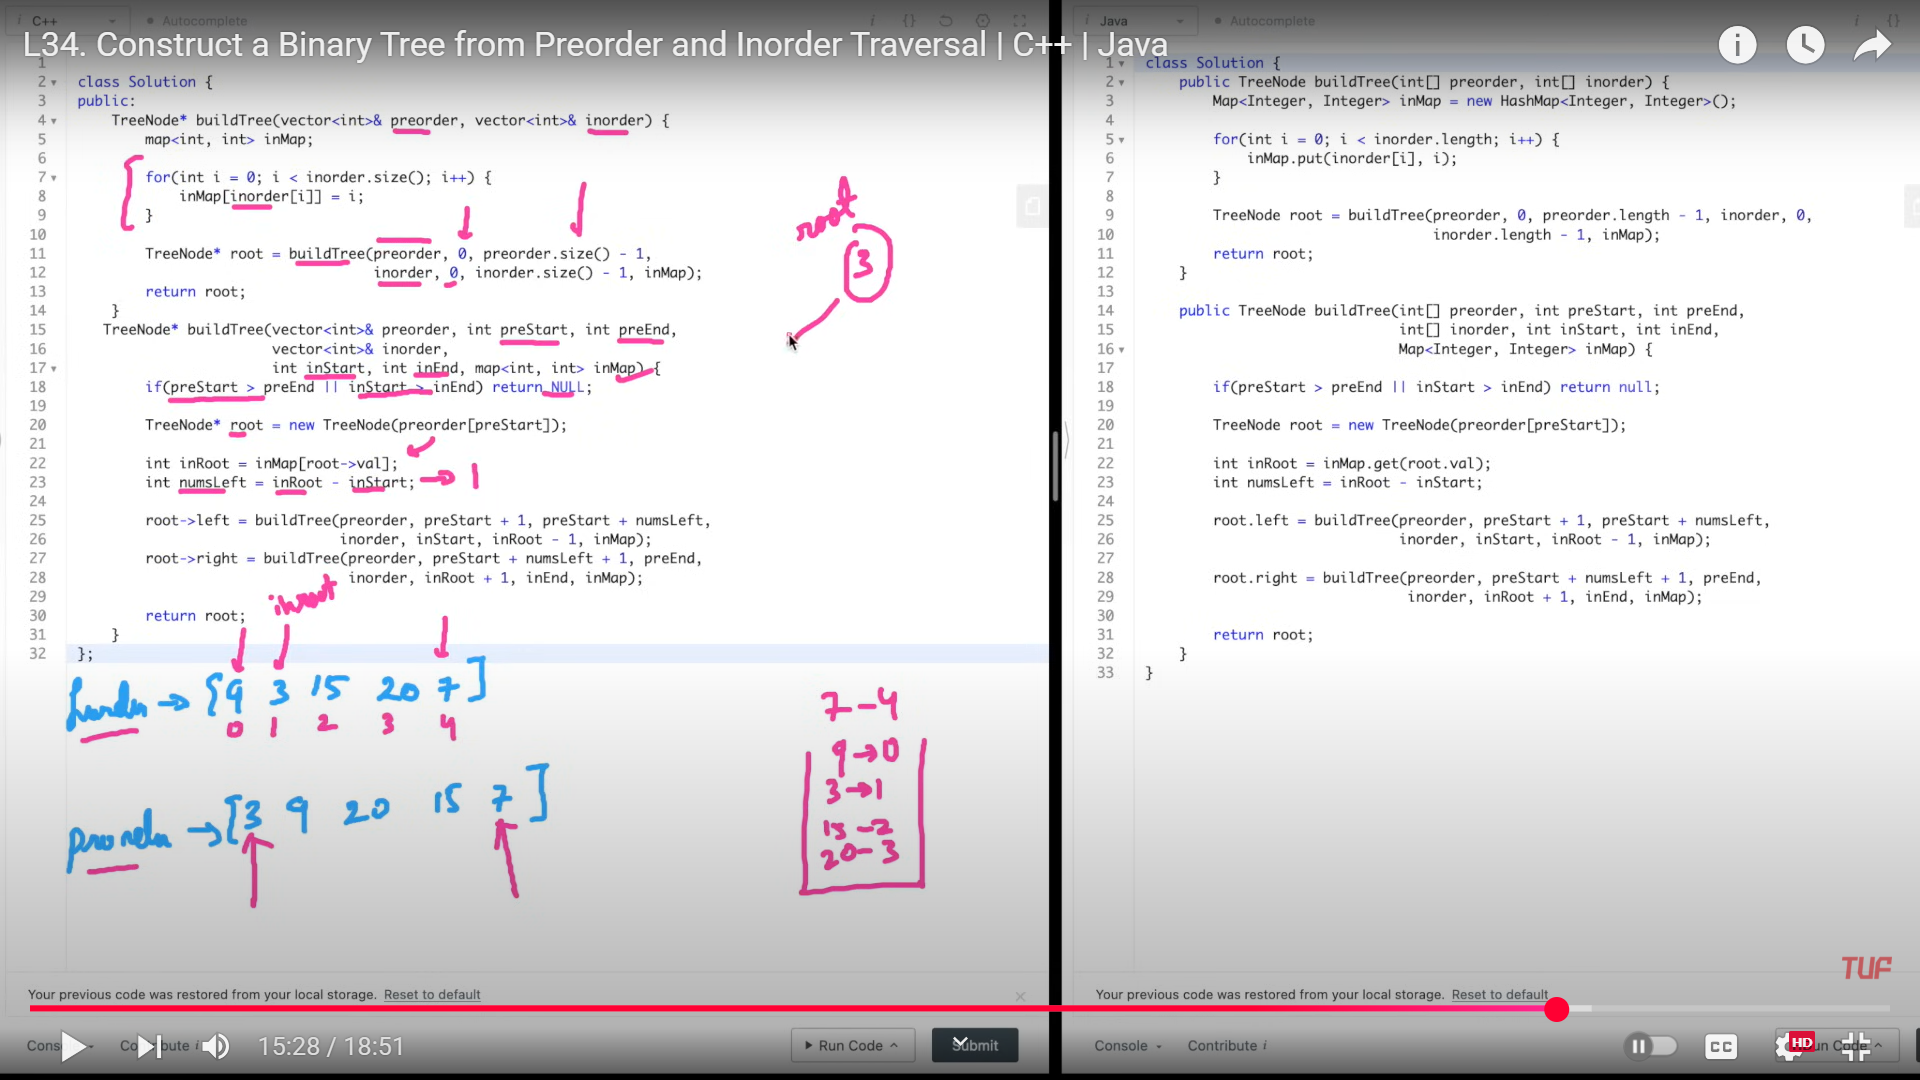 C++
Autocomplete
L34. Construct a Binary Tree from Preorder and Inorder Traversal | C++ | Java
1
2 class Solution {
3 public:
4 TreeNode* buildTree(vector<int>& preorder, vector<int>& inorder) {
5 map<int, int> inMap;
6
7 for(int i = 0; i < inorder.size(); i++) {
8 inMap[inorder[i]] = i;
9 }
10
11 TreeNode* root = buildTree(preorder, 0, preorder.size() - 1,
12 inorder, 0, inorder.size() - 1, inMap);
13 return root;
14 }
15 TreeNode* buildTree(vector<int>& preorder, int preStart, int preEnd,
16 vector<int>& inorder,
17 int inStart, int inEnd, map<int, int> inMap) {
18 if(preStart > preEnd || inStart > inEnd) return NULL;
19
20 TreeNode* root = new TreeNode(preorder[preStart]);
21
22 int inRoot = inMap[root->val];
23 int numsLeft = inRoot - inStart; → 1
24
25 root->left = buildTree(preorder, preStart + 1, preStart + numsLeft,
26 inorder, inStart, inRoot - 1, inMap);
27 root->right = buildTree(preorder, preStart + numsLeft + 1, preEnd,
28 inorder, inRoot + 1, inEnd, inMap);
29
30 return root;
31 }
32 };
root
3
inroot
Inorder → [9 3 15 20 7]
0 1 2 3 4
preorder → [3 9 20 15 7]
7-4
9→0
3→1
15-2
20-3
Your previous code was restored from your local storage. Reset to default
Run Code
Submit
15:28 / 18:51
Java
Autocomplete
1 class Solution {
2 public TreeNode buildTree(int[] preorder, int[] inorder) {
3 Map<Integer, Integer> inMap = new HashMap<Integer, Integer>();
4
5 for(int i = 0; i < inorder.length; i++) {
6 inMap.put(inorder[i], i);
7 }
8
9 TreeNode root = buildTree(preorder, 0, preorder.length - 1, inorder, 0,
10 inorder.length - 1, inMap);
11 return root;
12 }
13
14 public TreeNode buildTree(int[] preorder, int preStart, int preEnd,
15 int[] inorder, int inStart, int inEnd,
16 Map<Integer, Integer> inMap) {
17
18 if(preStart > preEnd || inStart > inEnd) return null;
19
20 TreeNode root = new TreeNode(preorder[preStart]);
21
22 int inRoot = inMap.get(root.val);
23 int numsLeft = inRoot - inStart;
24
25 root.left = buildTree(preorder, preStart + 1, preStart + numsLeft,
26 inorder, inStart, inRoot - 1, inMap);
27
28 root.right = buildTree(preorder, preStart + numsLeft + 1, preEnd,
29 inorder, inRoot + 1, inEnd, inMap);
30
31 return root;
32 }
33 }
TUF
Your previous code was restored from your local storage. Reset to default
Console
Contribute i
CC
HD